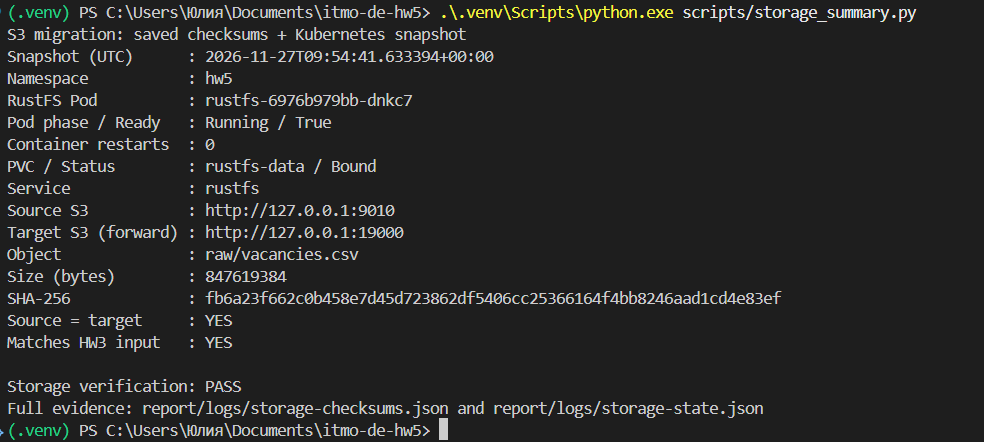 (.venv) PS C:\Users\Юлия\Documents\itmo-de-hw5> .\.venv\Scripts\python.exe scripts/storage_summary.py
S3 migration: saved checksums + Kubernetes snapshot
Snapshot (UTC) : 2026-11-27T09:54:41.633394+00:00
Namespace : hw5
RustFS Pod : rustfs-6976b979bb-dnkc7
Pod phase / Ready : Running / True
Container restarts : 0
PVC / Status : rustfs-data / Bound
Service : rustfs
Source S3 : http://127.0.0.1:9010
Target S3 (forward) : http://127.0.0.1:19000
Object : raw/vacancies.csv
Size (bytes) : 847619384
SHA-256 : fb6a23f662c0b458e7d45d723862df5406cc25366164f4bb8246aad1cd4e83ef
Source = target : YES
Matches HW3 input : YES
Storage verification: PASS
Full evidence: report/logs/storage-checksums.json and report/logs/storage-state.json
(.venv) PS C:\Users\Юлия\Documents\itmo-de-hw5>